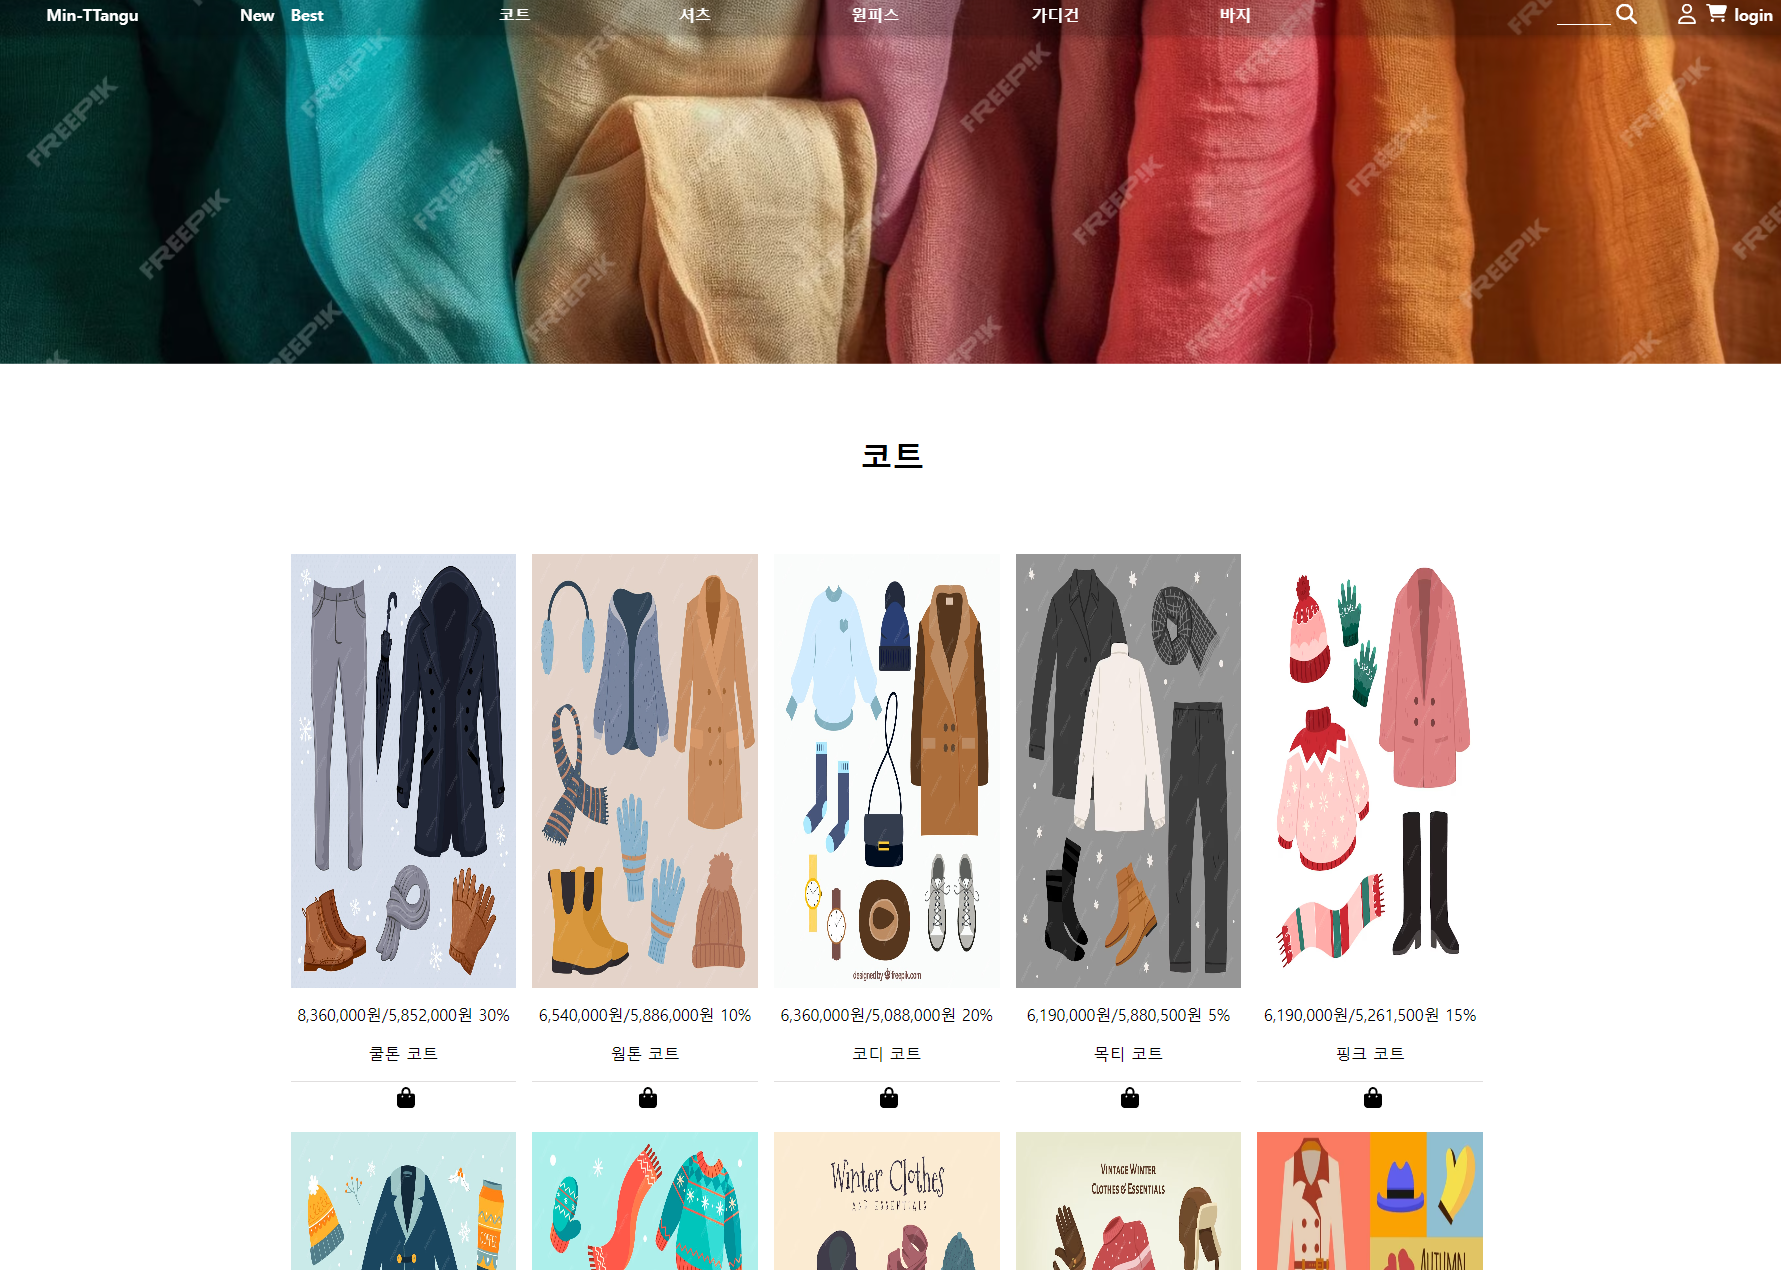 Min-TTangu New Best 코트 셔츠 원피스 가디건 바지 login
FREEPIK
코트
designed by freepik.com
8,360,000원/5,852,000원 30%
쿨톤 코트
6,540,000원/5,886,000원 10%
웜톤 코트
6,360,000원/5,088,000원 20%
코디 코트
6,190,000원/5,880,500원 5%
목티 코트
6,190,000원/5,261,500원 15%
핑크 코트
Winter Clothes
AND ESSENTIALS
VINTAGE WINTER
CLOTHES & ESSENTIALS
AUTUMN